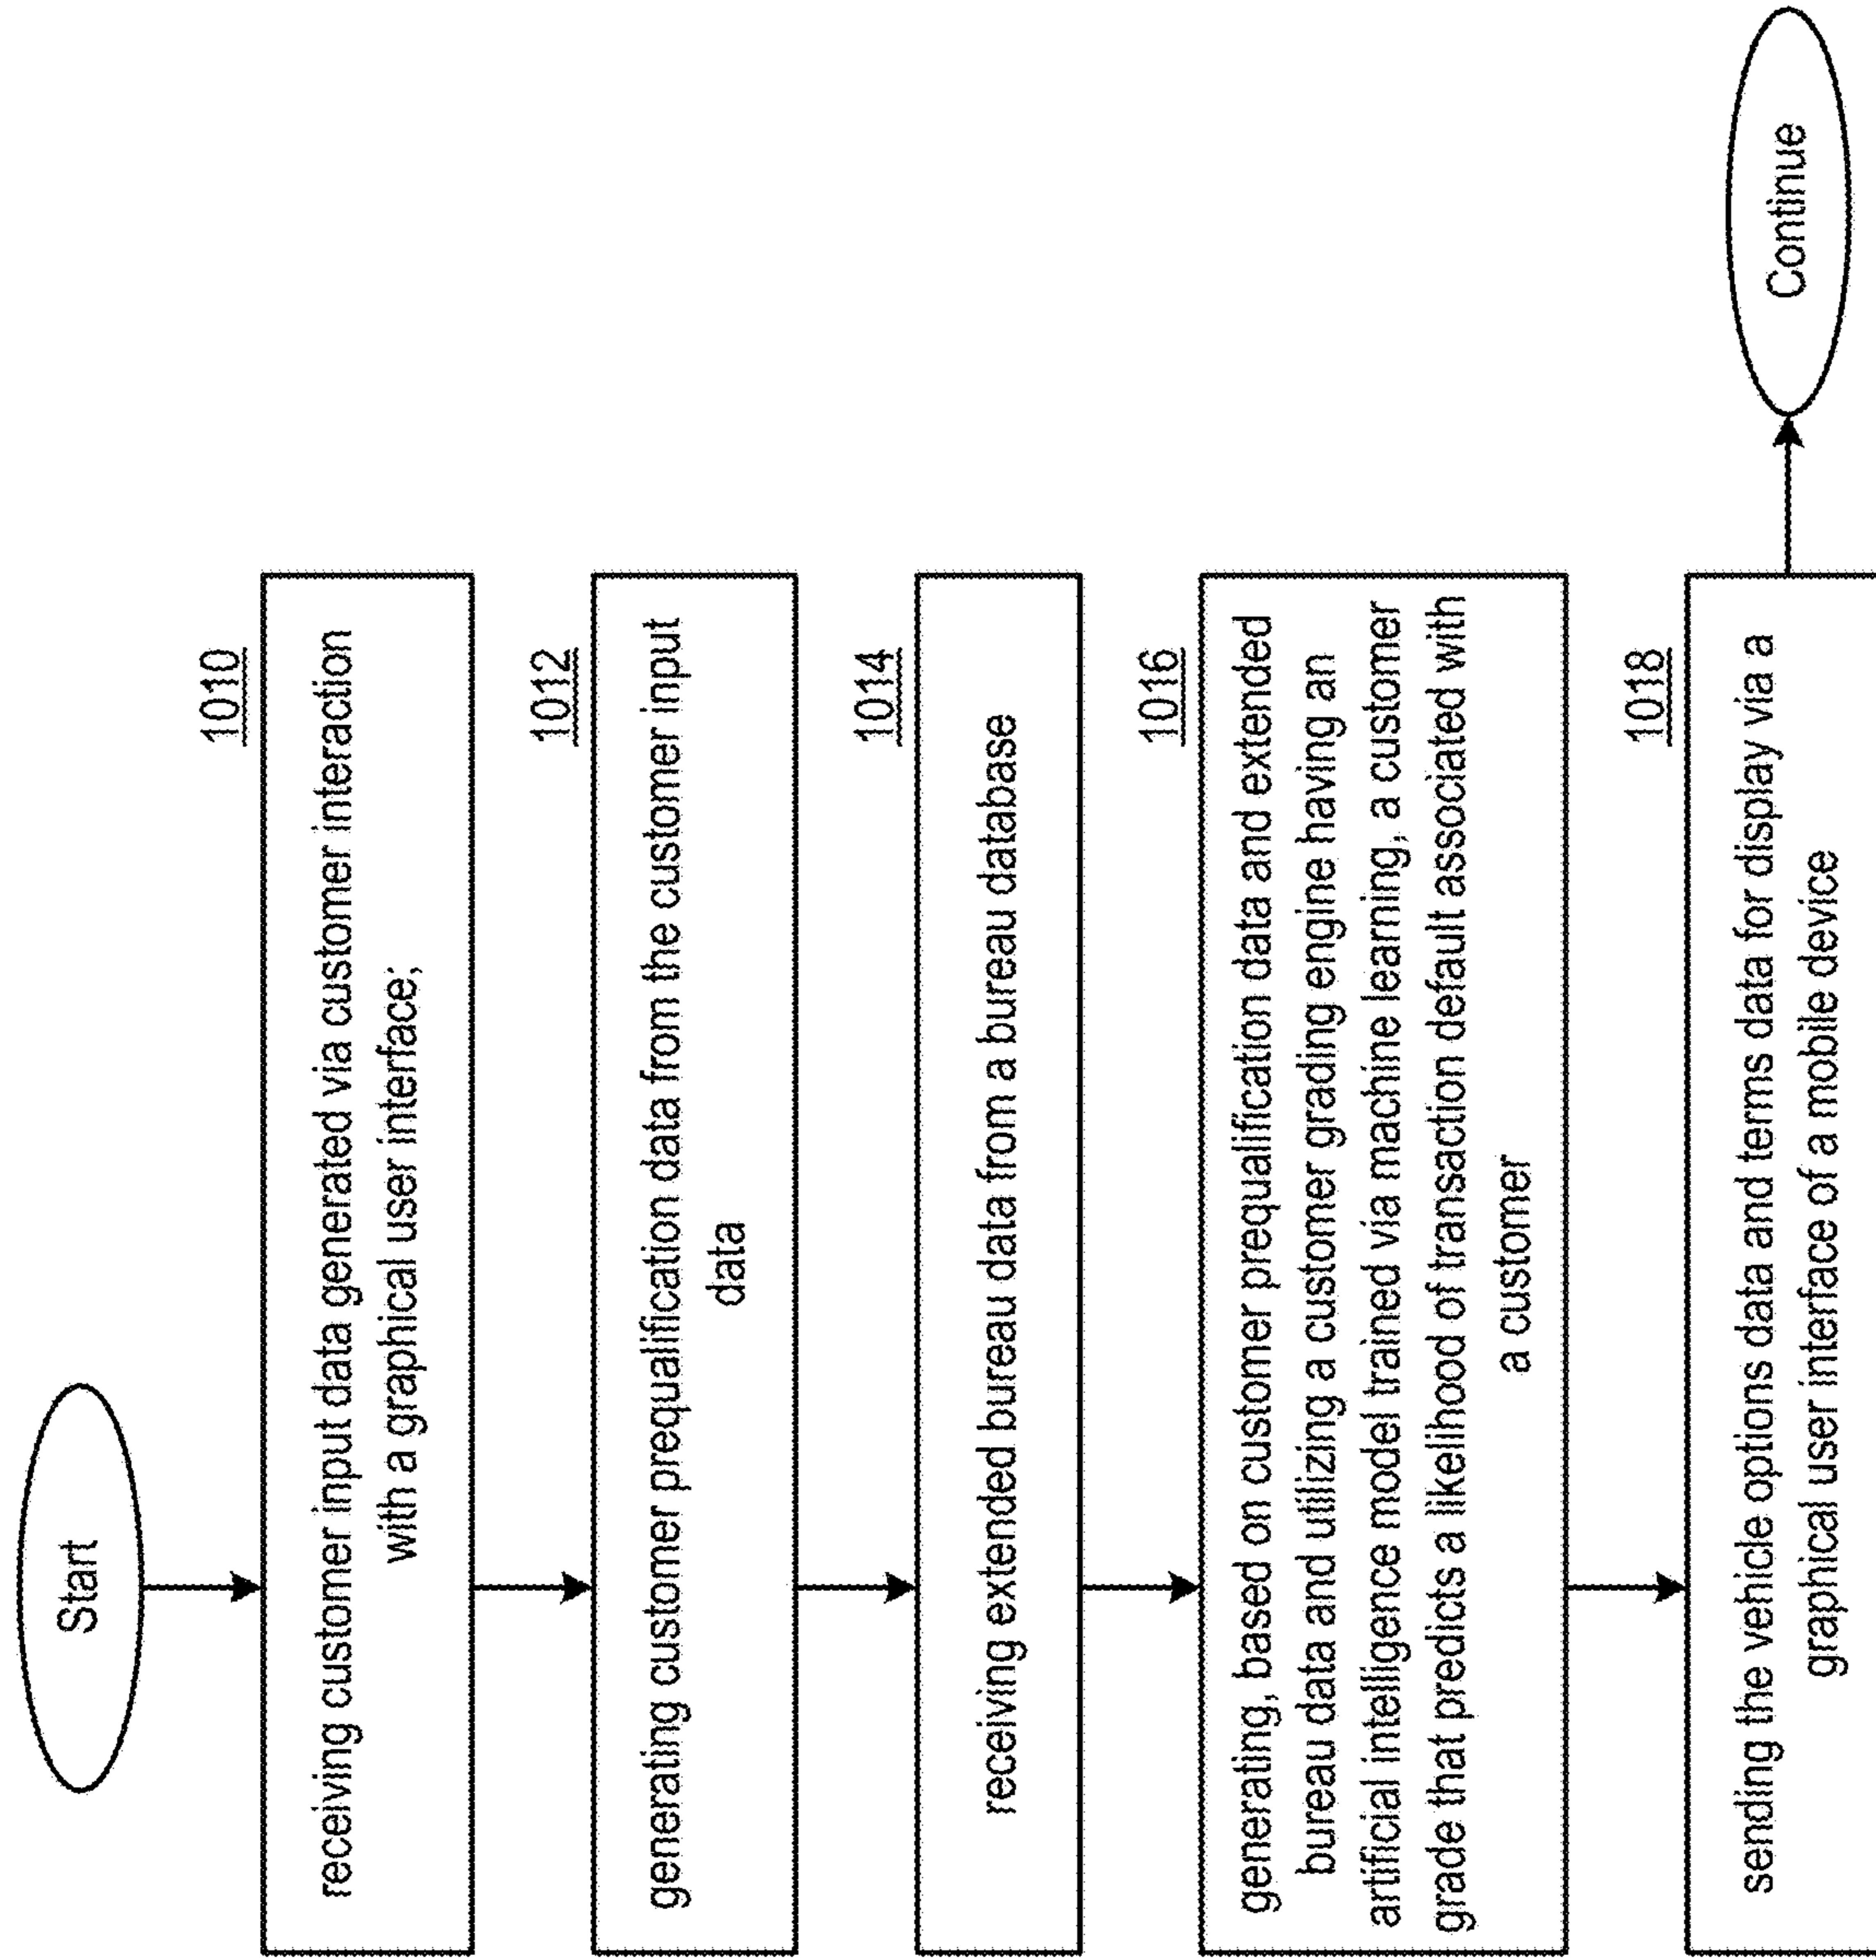 Start
1010
receiving customer input data generated via customer interaction
with a graphical user interface;
1012
generating customer prequalification data from the customer input
data
1014
receiving extended bureau data from a bureau database
1016
generating, based on customer prequalification data and extended
bureau data and utilizing a customer grading engine having an
artificial intelligence model trained via machine learning, a customer
grade that predicts a likelihood of transaction default associated with
a customer
1018
sending the vehicle options data and terms data for display via a
graphical user interface of a mobile device
Continue